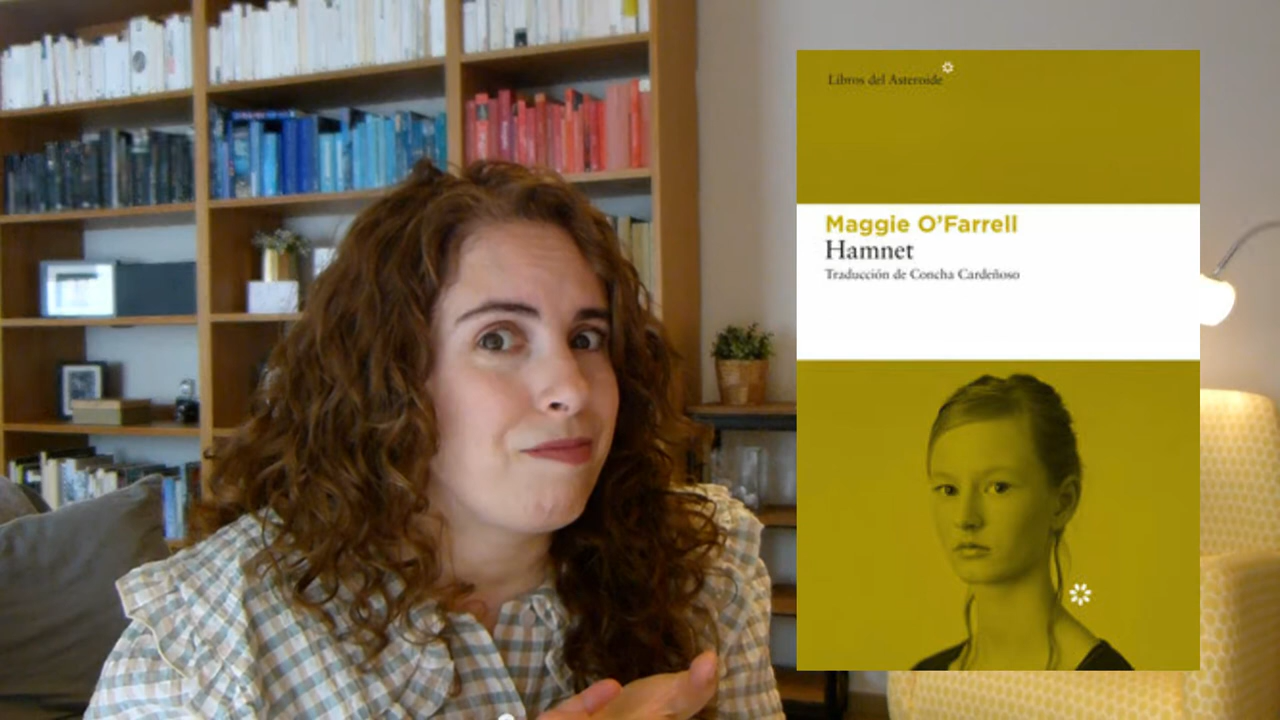 Libros del Asteroide
Maggie O'Farrell
Hamnet
Traducción de Concha Cardeñoso